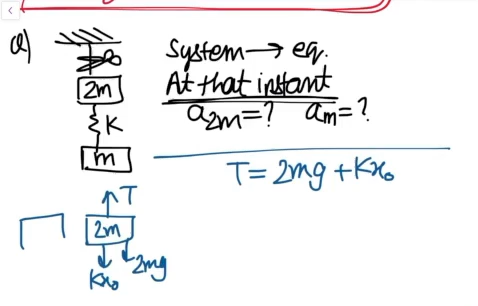 Q)
System → eq.
At that instant
a₂ₘ=? aₘ=?
2m
K
m
T = 2mg + Kx₀
T
2m
Kx₀
2mg